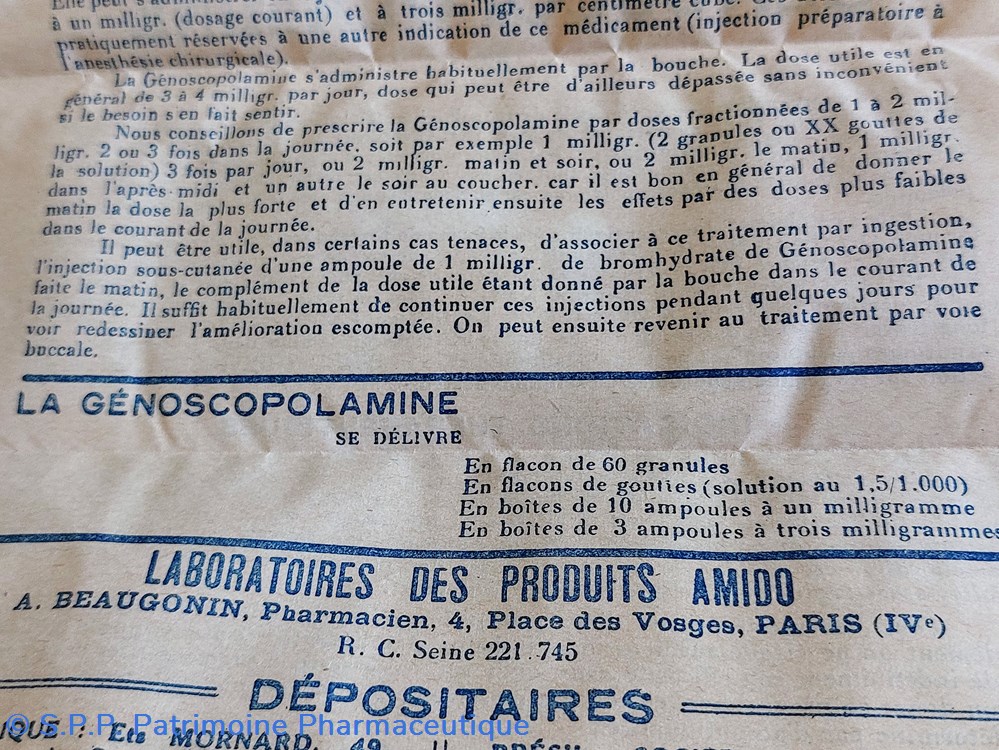 à un milligr. (dosage courant) et à trois milligr. par centimètre cube.
pratiquement réservées à une autre indication de ce médicament (injection préparatoire à
l'anesthésie chirurgicale).
La Génoscopolamine s'administre habituellement par la bouche. La dose utile est en
général de 3 à 4 milligr. par jour, dose qui peut être d'ailleurs dépassée sans inconvénient
si le besoin s en fait sentir.
Nous conseillons de prescrire la Génoscopolamine par doses fractionnées de 1 à 2 mil-
ligr. 2 ou 3 fois dans la journée. soit par exemple 1 milligr. (2 granules ou XX gouttes de
la solution) 3 fois par jour, ou 2 milligr. matin et soir, ou 2 milligr. le matin, 1 milligr.
dans l'après-midi et un autre le soir au coucher. car il est bon en général de donner le
matin la dose la plus forte et d'en entretenir ensuite les effets par des doses plus faibles
dans le courant de la journée.
Il peut être utile, dans certains cas tenaces, d'associer à ce traitement par ingestion,
l'injection sous-cutanée d'une ampoule de 1 milligr. de bromhydrate de Génoscopolamine
faite le matin, le complément de la dose utile étant donné par la bouche dans le courant de
la journée. Il suffit habituellement de continuer ces injections pendant quelques jours pour
voir redessiner l'amélioration escomptée. On peut ensuite revenir au traitement par voie
buccale.
LA GÉNOSCOPOLAMINE
SE DÉLIVRE
En flacon de 60 granules
En flacons de gouttes (solution au 1,5/1.000)
En boîtes de 10 ampoules à un milligramme
En boîtes de 3 ampoules à trois milligrammes
LABORATOIRES DES PRODUITS AMIDO
A. BEAUGONIN, Pharmacien, 4, Place des Vosges, PARIS (IVe)
R. C. Seine 221.745
DÉPOSITAIRES
IQUE : Ets MORNARD, 49
© S.P.P. Patrimoine Pharmaceutique